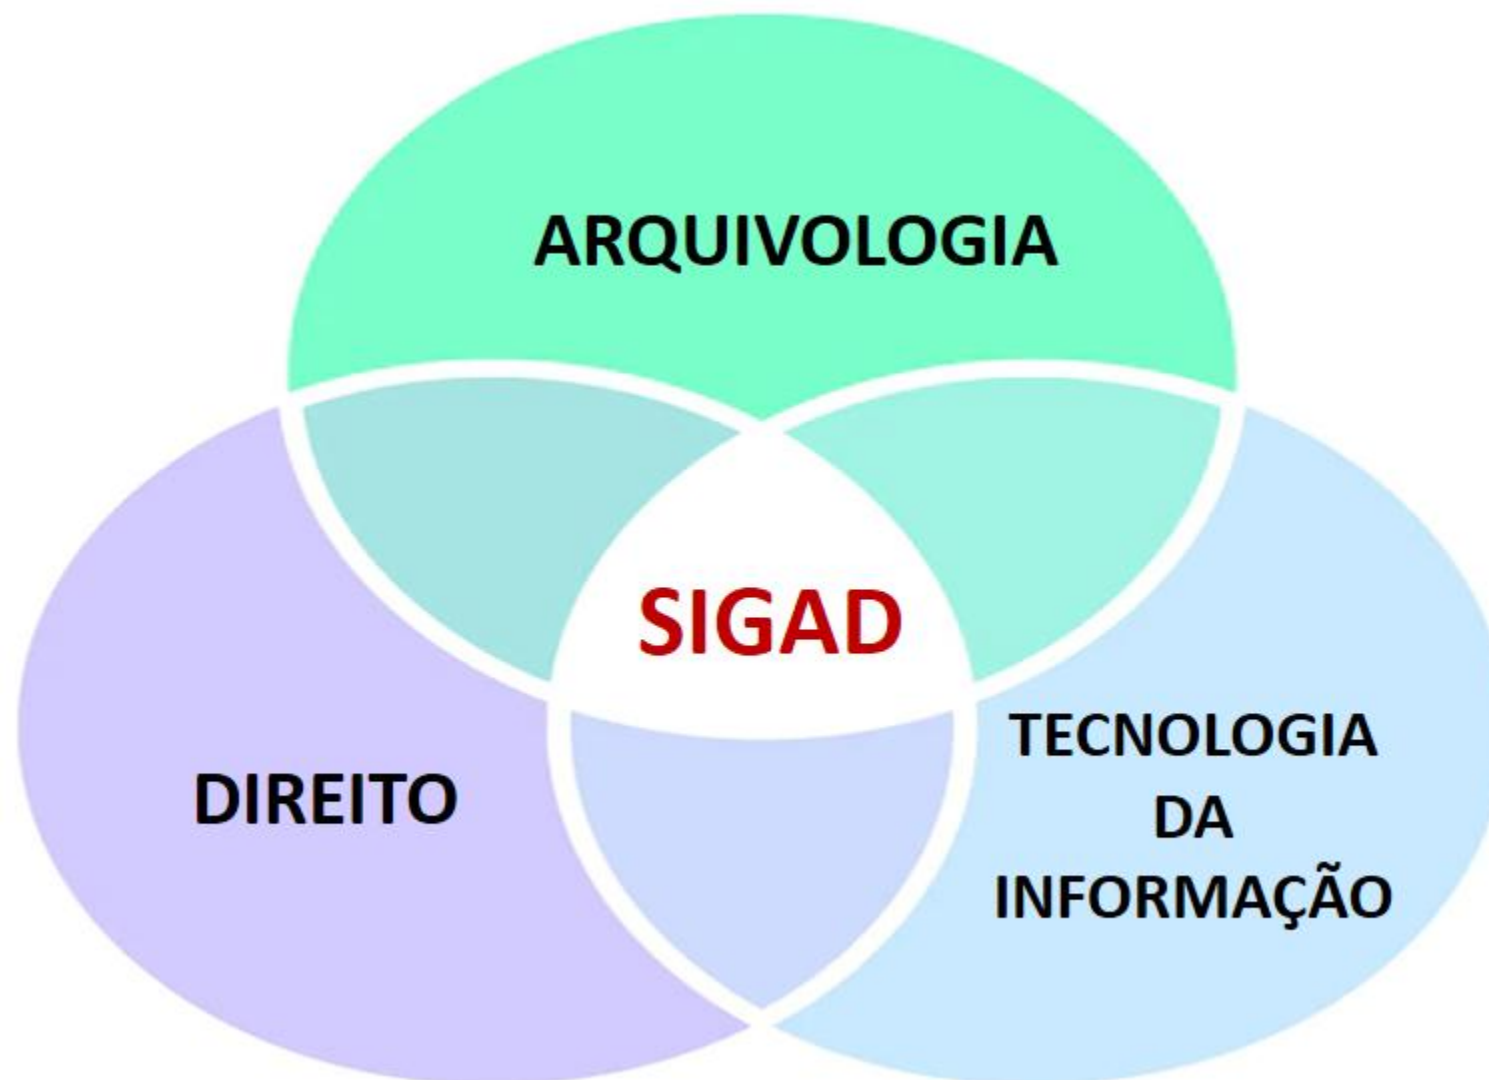 ARQUIVOLOGIA
SIGAD
DIREITO
TECNOLOGIA
DA
INFORMAÇÃO